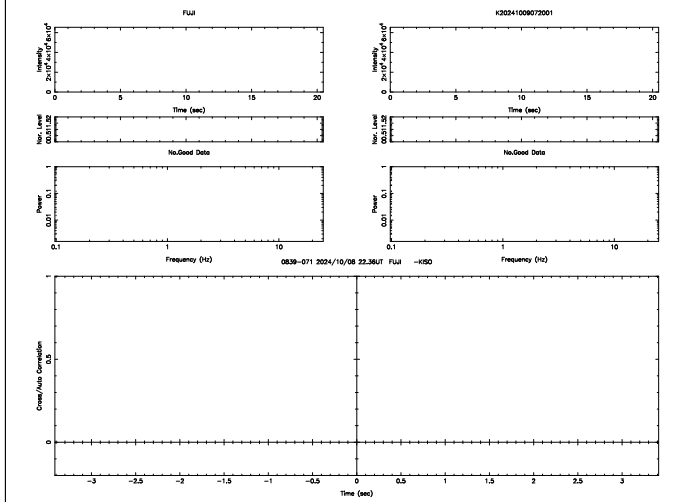 FUJI
K20241009072001
Intensity
0 2×10⁴ 4×10⁴ 6×10⁴
0 5 10 15 20
Time (sec)
Intensity
0 2×10⁴ 4×10⁴ 6×10⁴
0 5 10 15 20
Time (sec)
Nor. Level
00.511.52
Nor. Level
00.511.52
No.Good Data
No.Good Data
Power
0.01 0.1 1
0.1 1 10
Frequency (Hz)
Power
0.01 0.1 1
0.1 1 10
Frequency (Hz)
0839-071 2024/10/08 22.36UT FUJI -KISO
Cross/Auto Correlation
0 0.5 1
-3 -2.5 -2 -1.5 -1 -0.5 0 0.5 1 1.5 2 2.5 3
Time (sec)